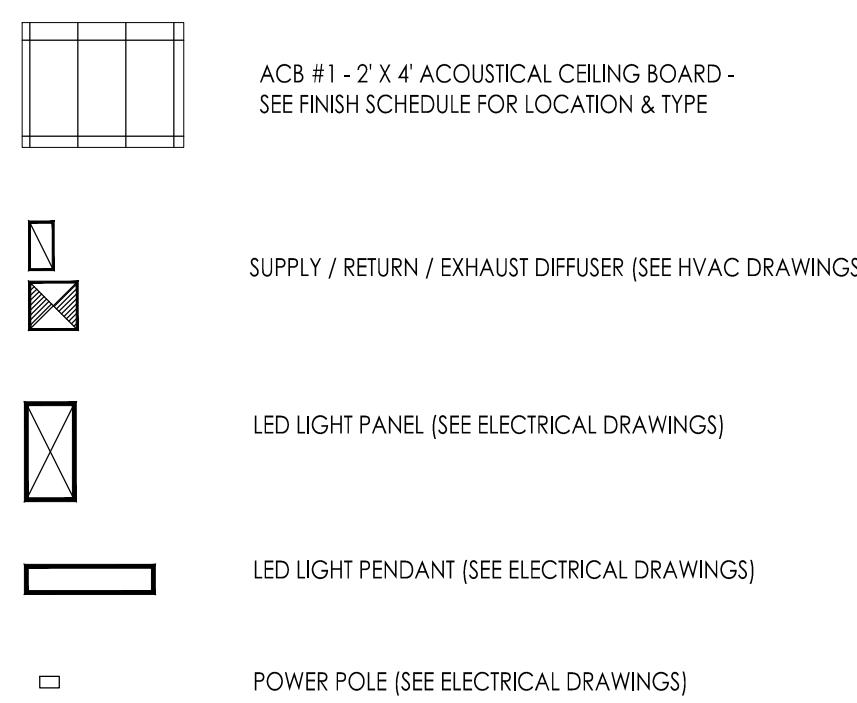 ACB #1 - 2' X 4' ACOUSTICAL CEILING BOARD -
SEE FINISH SCHEDULE FOR LOCATION & TYPE
SUPPLY / RETURN / EXHAUST DIFFUSER (SEE HVAC DRAWINGS
LED LIGHT PANEL (SEE ELECTRICAL DRAWINGS)
LED LIGHT PENDANT (SEE ELECTRICAL DRAWINGS)
POWER POLE (SEE ELECTRICAL DRAWINGS)